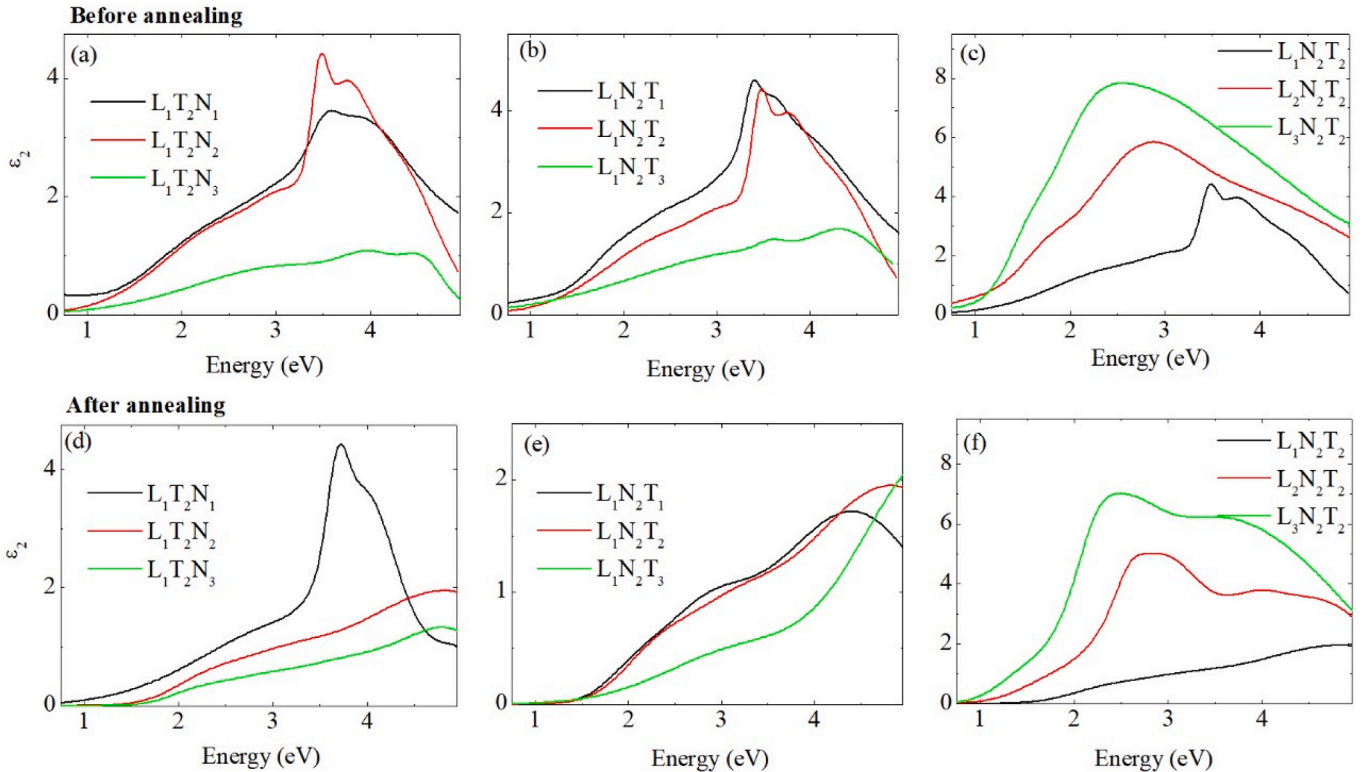 Before annealing
(a)
L₁T₂N₁
L₁T₂N₂
L₁T₂N₃
ε₂
4
2
0
1 2 3 4
Energy (eV)
(b)
L₁N₂T₁
L₁N₂T₂
L₁N₂T₃
4
2
0
1 2 3 4
Energy (eV)
(c)
L₁N₂T₂
L₂N₂T₂
L₃N₂T₂
8
6
4
2
0
1 2 3 4
Energy (eV)
After annealing
(d)
L₁T₂N₁
L₁T₂N₂
L₁T₂N₃
ε₂
4
2
0
1 2 3 4
Energy (eV)
(e)
L₁N₂T₁
L₁N₂T₂
L₁N₂T₃
2
1
0
1 2 3 4
Energy (eV)
(f)
L₁N₂T₂
L₂N₂T₂
L₃N₂T₂
8
6
4
2
0
1 2 3 4
Energy (eV)